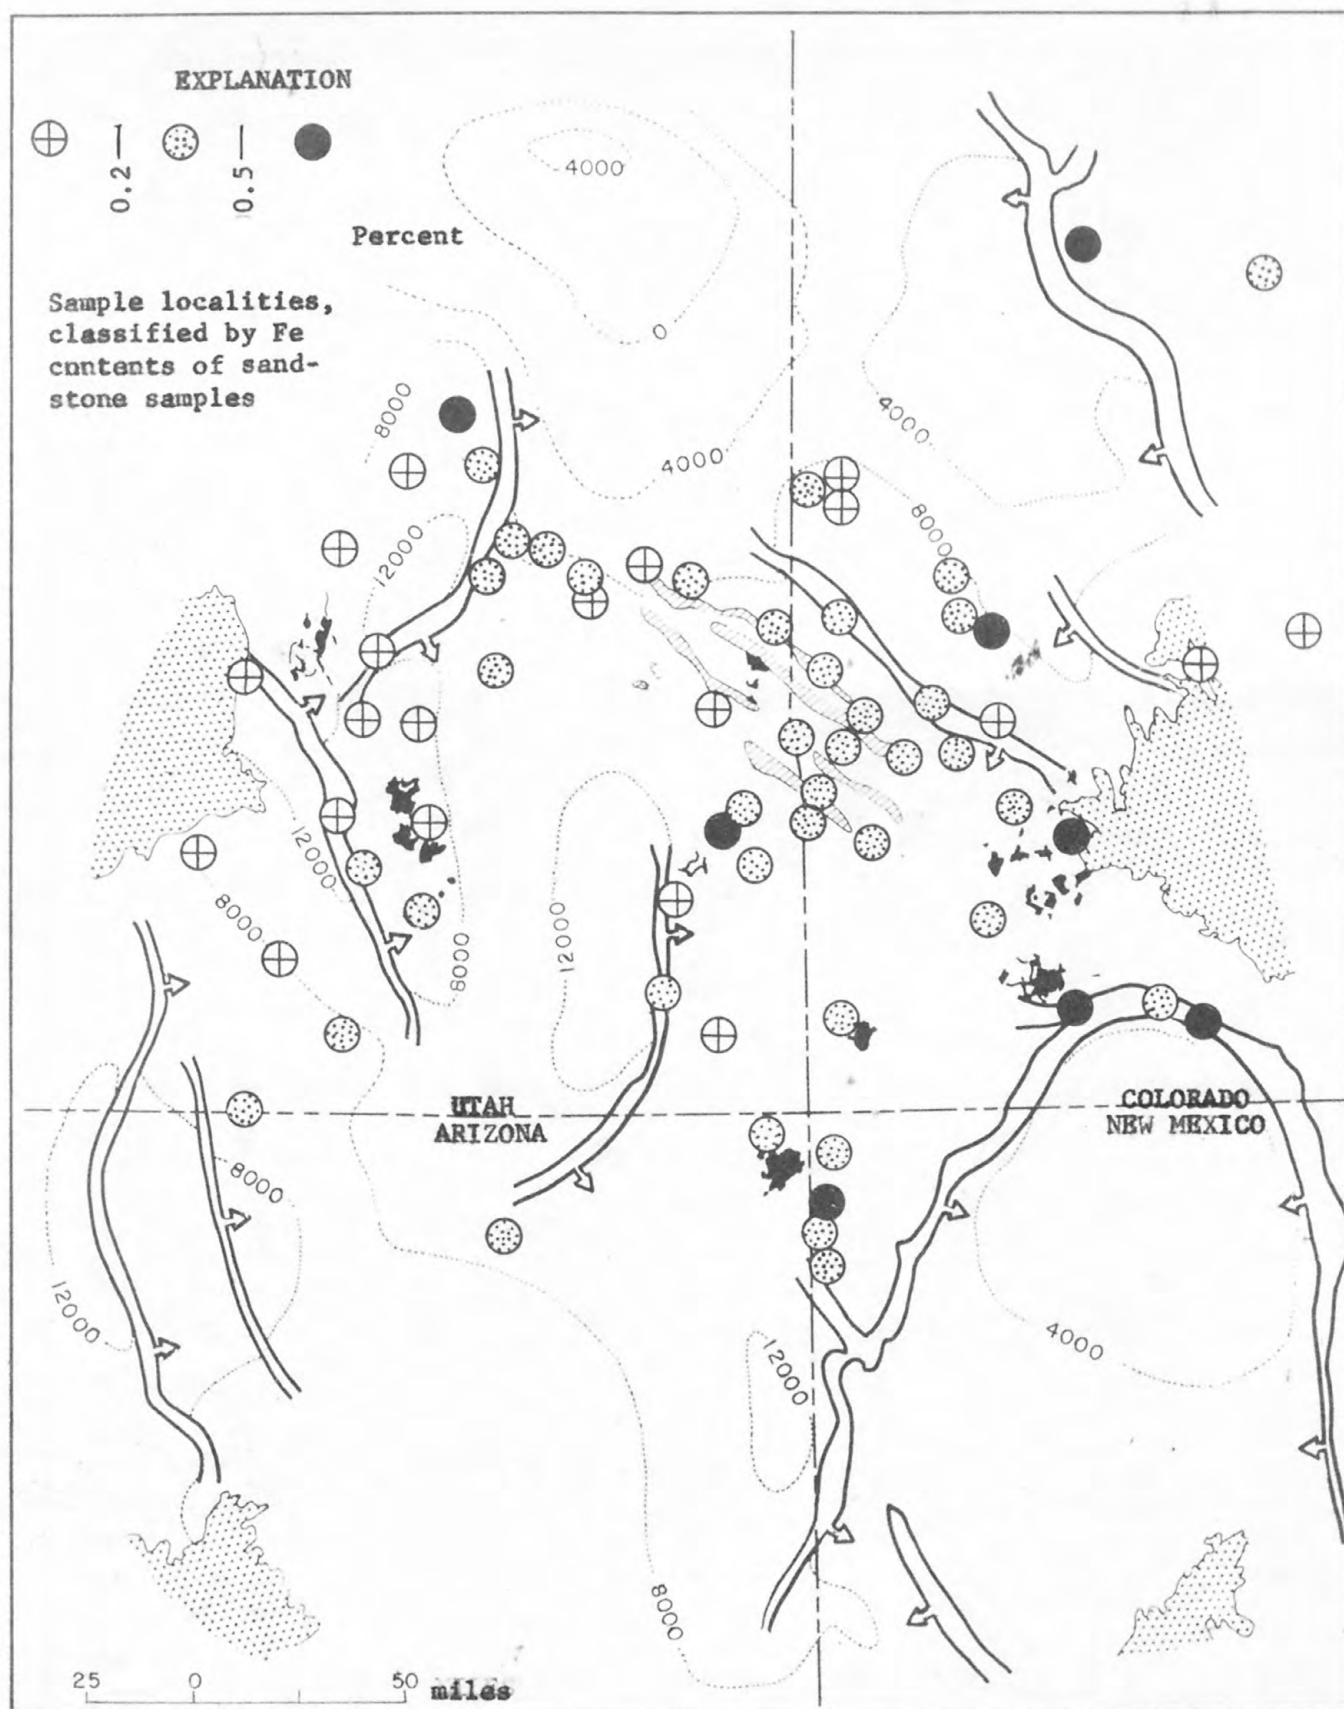 EXPLANATION
0.2
0.5
Percent
Sample localities,
classified by Fe
cnntents of sand-
stone samples
4000
0
4000
4000
8000
8000
12000
12000
8000
8000
12000
UTAH
ARIZONA
COLORADO
NEW MEXICO
8000
12000
4000
12000
8000
25 0 50 miles